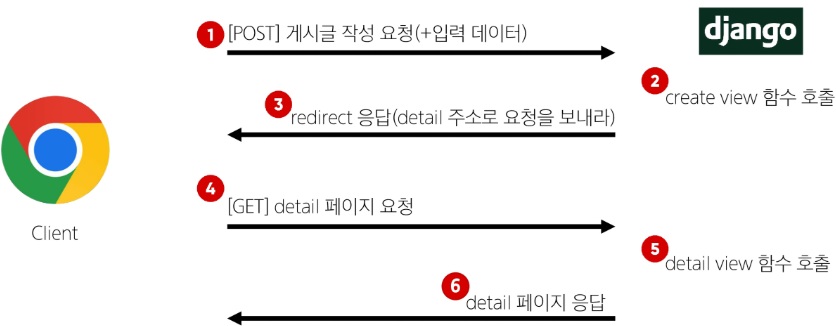 1 [POST] 게시글 작성 요청(+입력 데이터)
django
2 create view 함수 호출
3 redirect 응답(detail 주소로 요청을 보내라)
4 [GET] detail 페이지 요청
Client
5 detail view 함수 호출
6 detail 페이지 응답